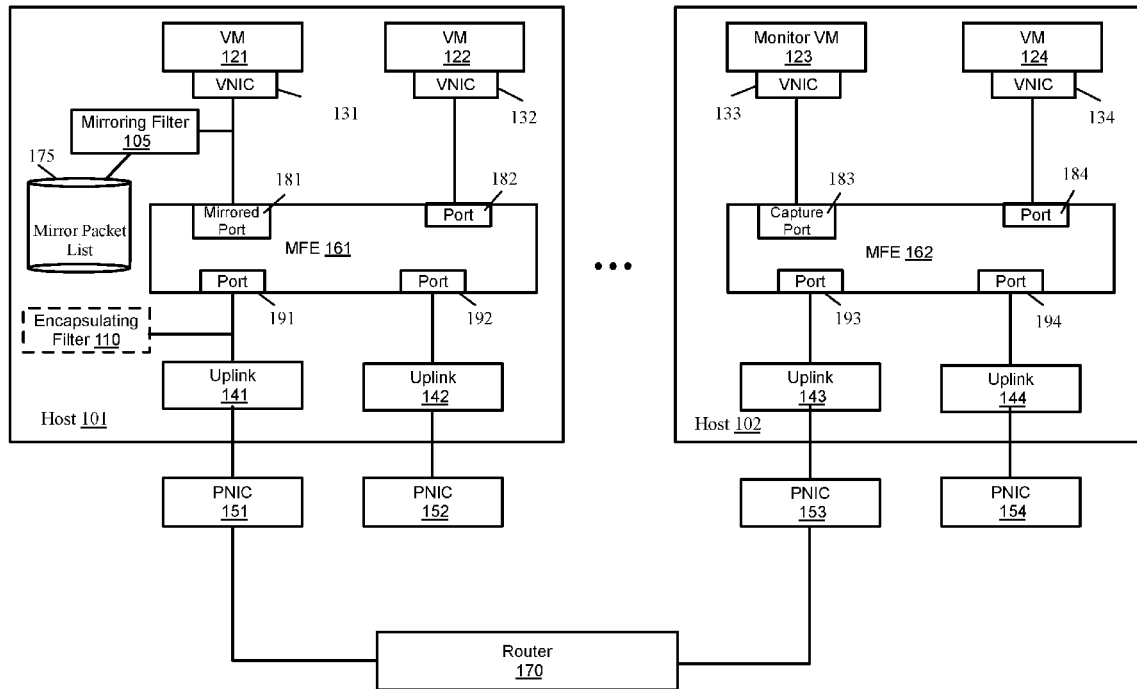 VM
121
VM
122
Monitor VM
123
VM
124
VNIC
VNIC
VNIC
VNIC
131
132
133
134
Mirroring Filter
105
175
Mirror Packet
List
181
182
183
184
Mirrored
Port
Port
Capture
Port
Port
MFE 161
...
MFE 162
Port
Port
Port
Port
191
192
193
194
Encapsulating
Filter 110
Uplink
141
Uplink
142
Uplink
143
Uplink
144
Host 101
Host 102
PNIC
151
PNIC
152
PNIC
153
PNIC
154
Router
170